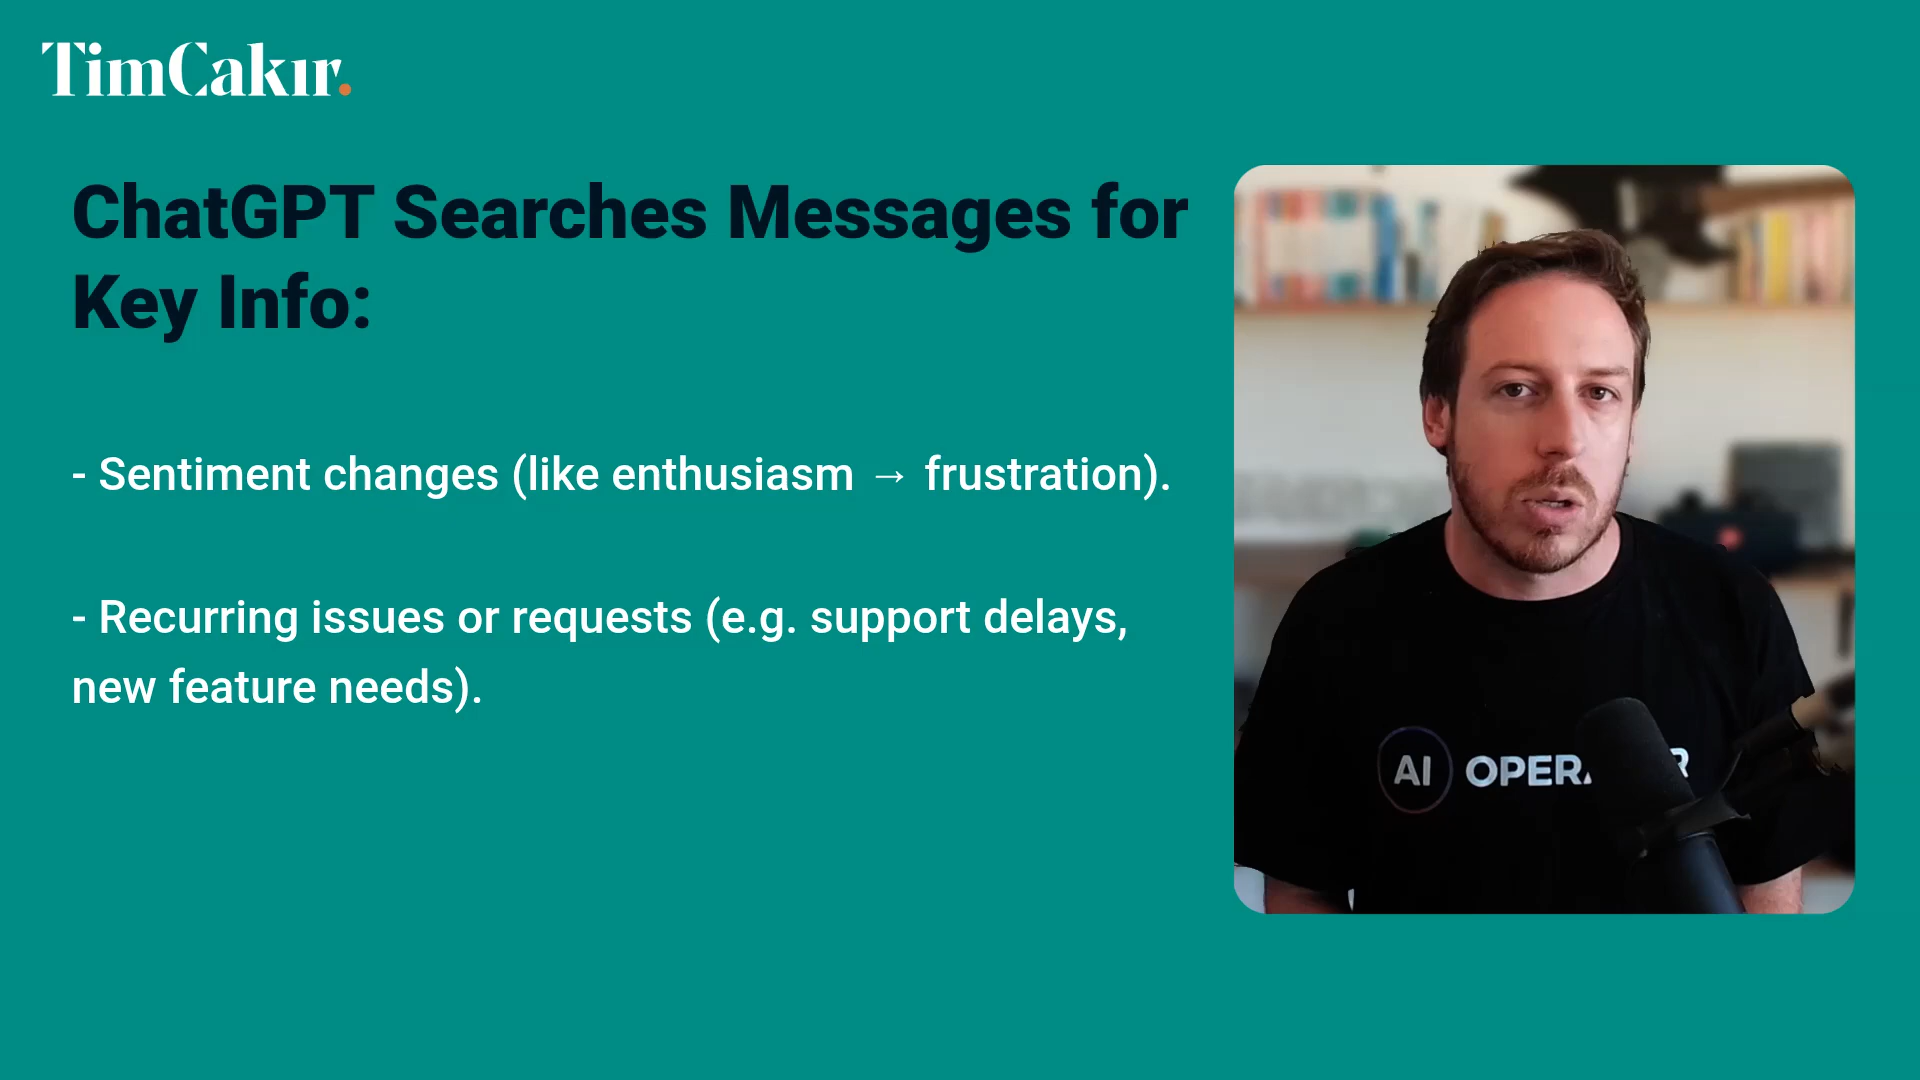 TimCakır.
ChatGPT Searches Messages for
Key Info:
- Sentiment changes (like enthusiasm → frustration).
- Recurring issues or requests (e.g. support delays,
new feature needs).
AI